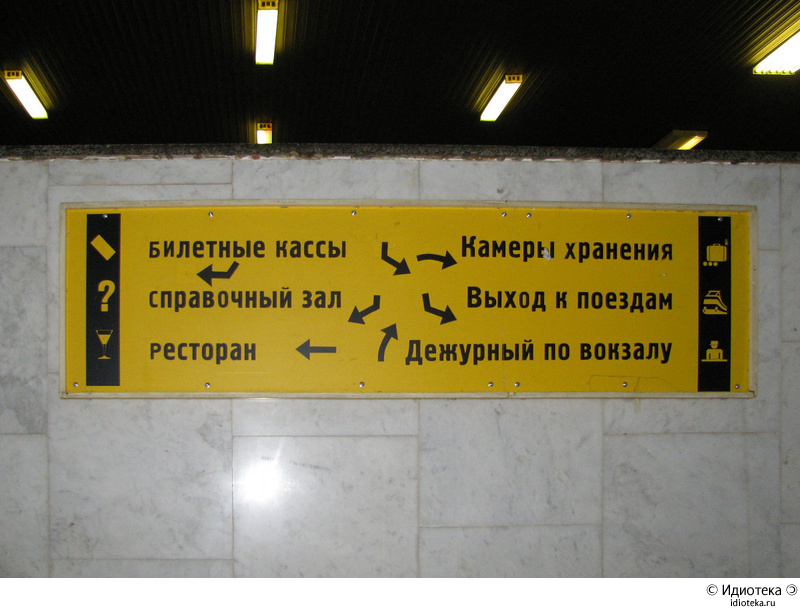 Билетные кассы
Справочный зал
Ресторан
Камеры хранения
Выход к поездам
Дежурный по вокзалу
?
© Идиотека
idioteka.ru